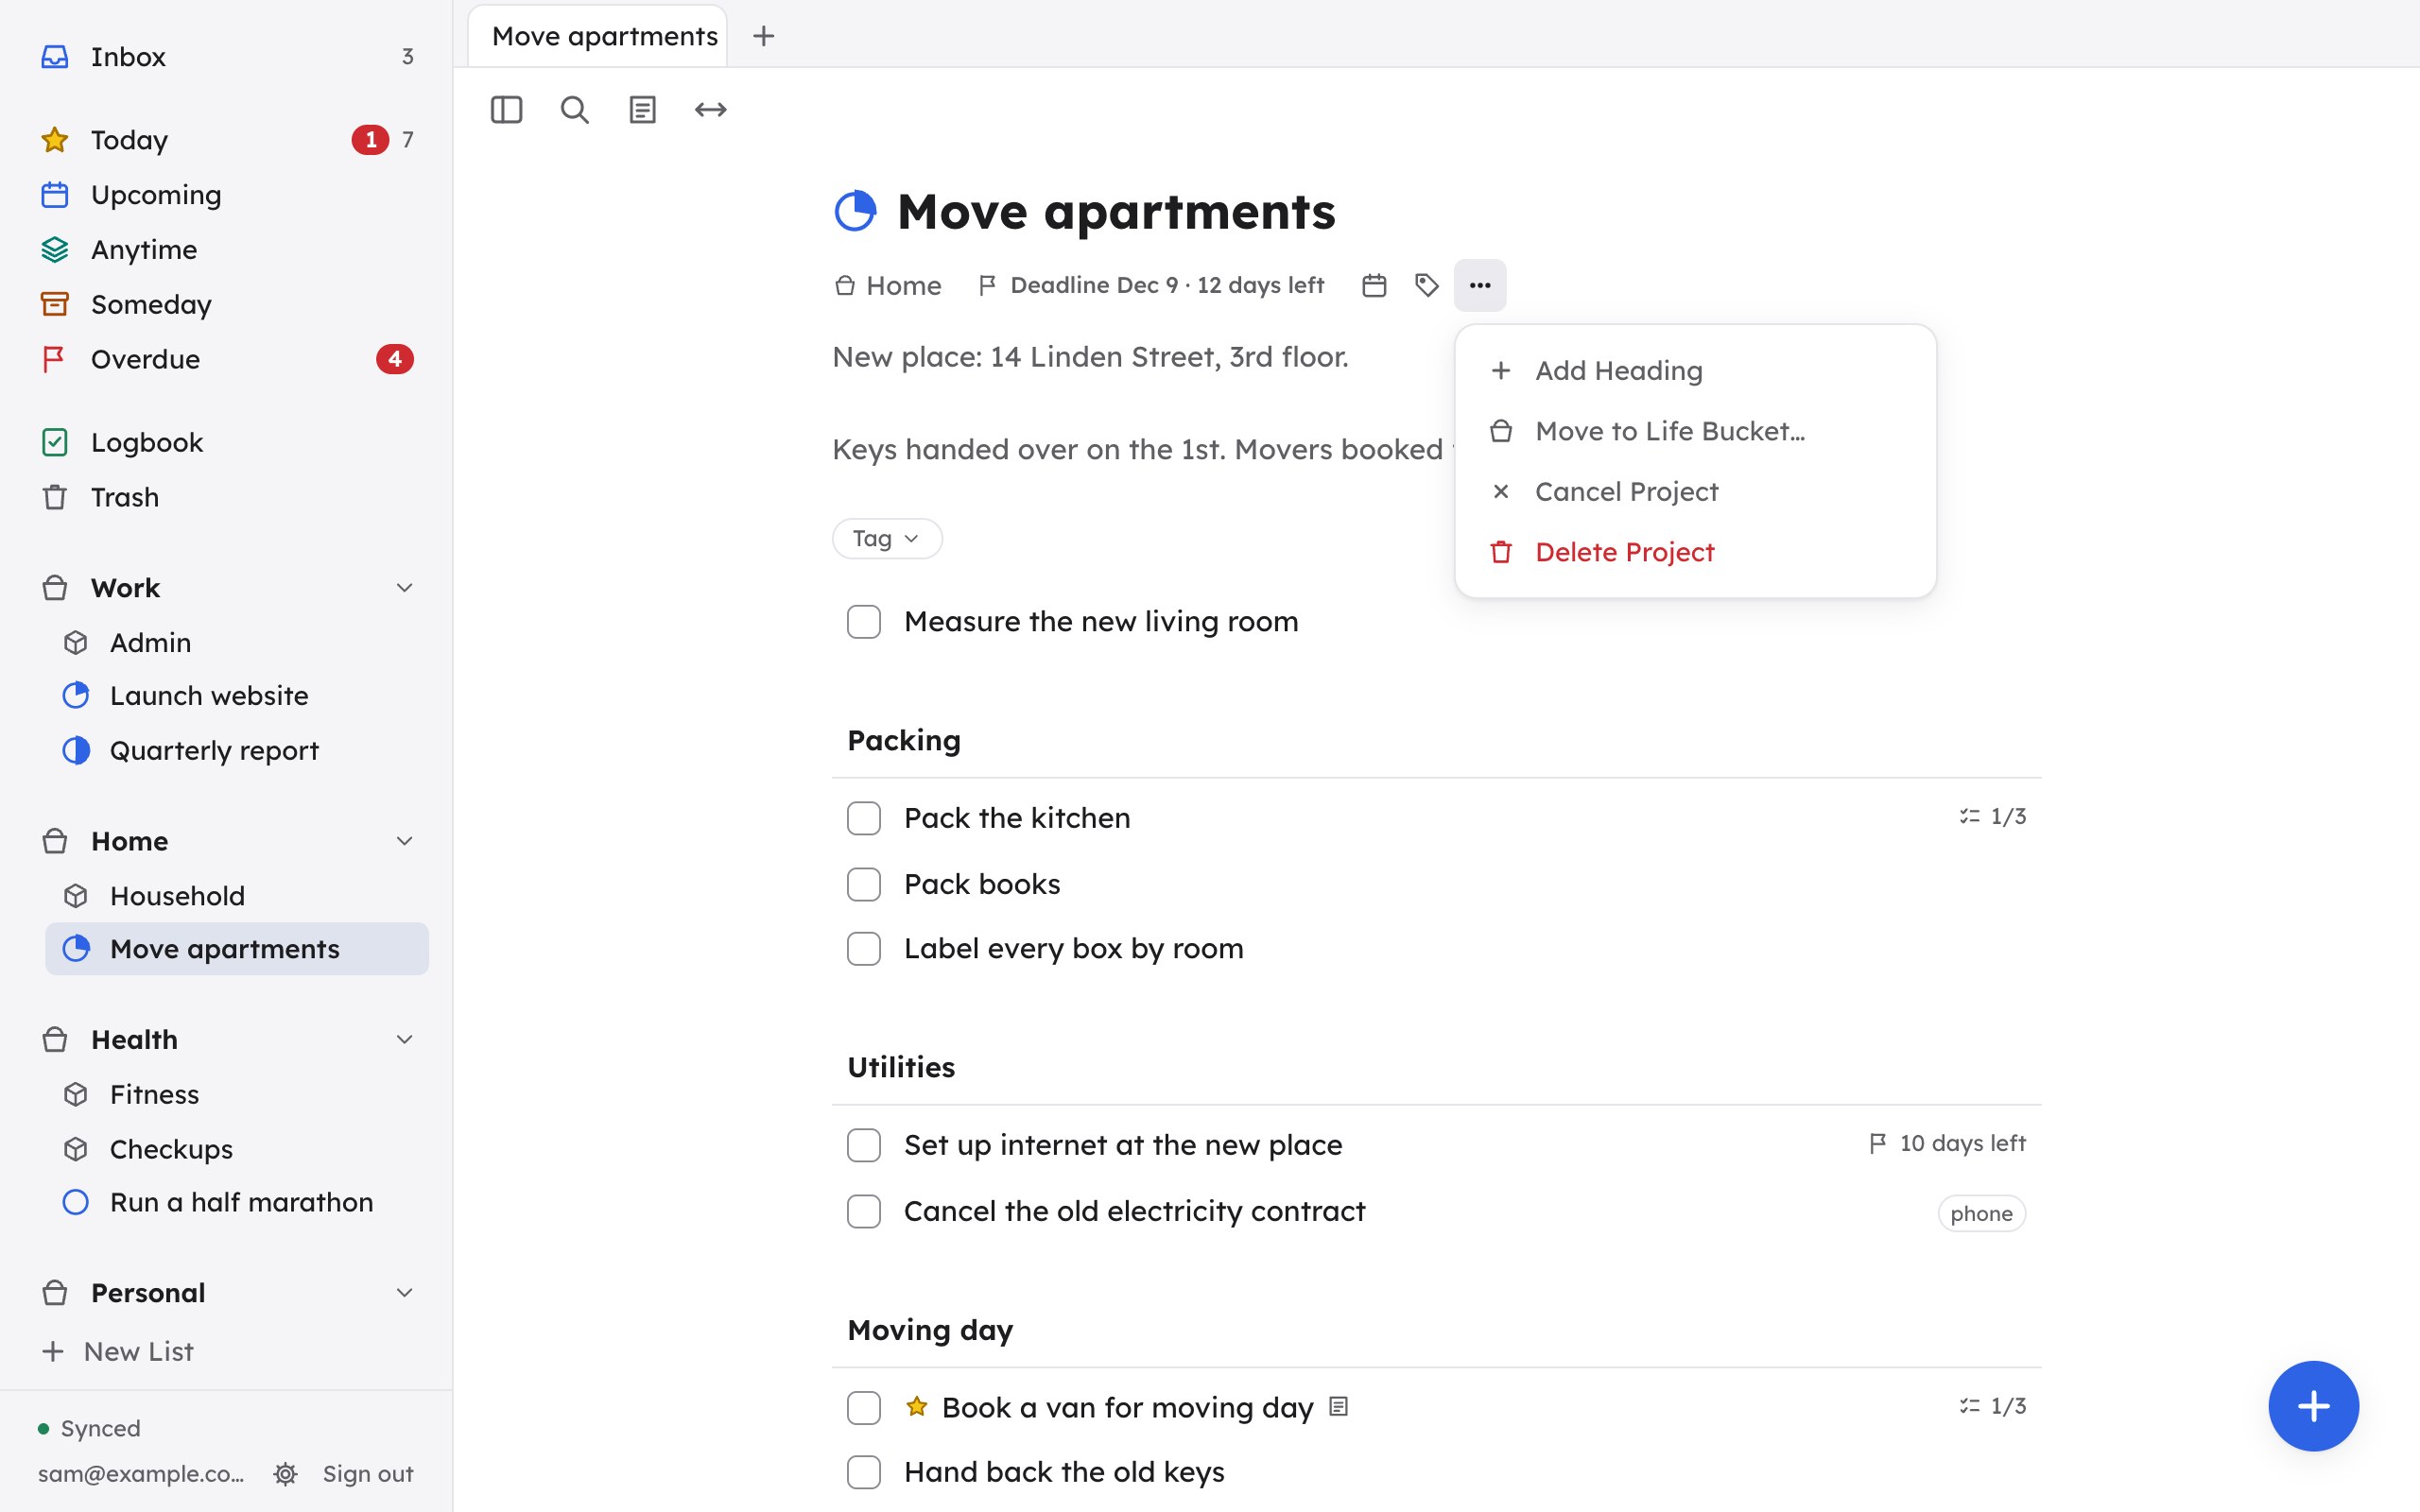 Inbox 3
Today 1 7
Upcoming
Anytime
Someday
Overdue 4
Logbook
Trash
Work
Admin
Launch website
Quarterly report
Home
Household
Move apartments
Health
Fitness
Checkups
Run a half marathon
Personal
New List
Synced
sam@example.co... Sign out
Move apartments
Move apartments
Home Deadline Dec 9 · 12 days left
New place: 14 Linden Street, 3rd floor.
Keys handed over on the 1st. Movers booked
Add Heading
Move to Life Bucket...
Cancel Project
Delete Project
Tag
Measure the new living room
Packing
Pack the kitchen 1/3
Pack books
Label every box by room
Utilities
Set up internet at the new place 10 days left
Cancel the old electricity contract phone
Moving day
Book a van for moving day 1/3
Hand back the old keys